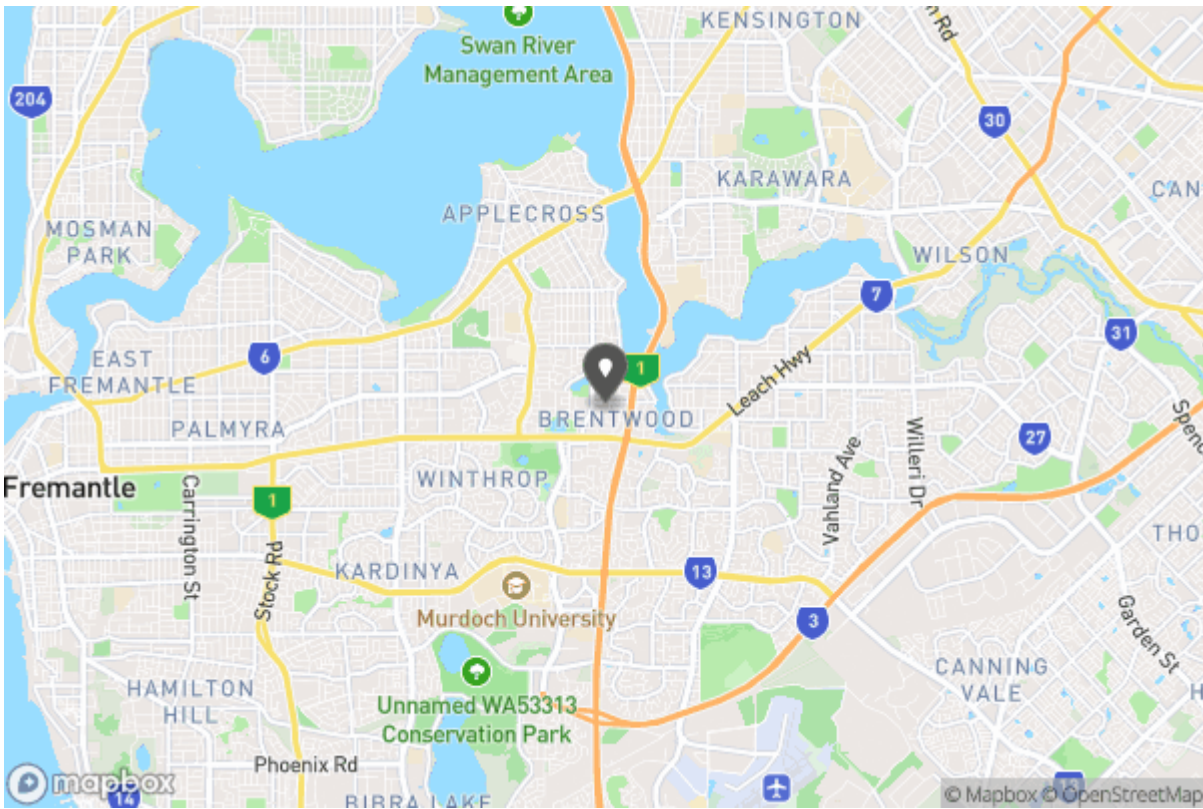 KENSINGTON
Swan River
Management Area
204
30
KARAWARA
CAN
APPLECROSS
MOSMAN
PARK
WILSON
7
31
6
EAST
FREMANTLE
1
Leach Hwy
BRENTWOOD
PALMYRA
27
Willeri Dr
Vahland Ave
WINTHROP
Fremantle
Carrington St
1
Stock Rd
THO
KARDINYA
13
Murdoch University
3
Garden St
CANNING
VALE
HAMILTON
HILL
Unnamed WA53313
Conservation Park
Phoenix Rd
14
BIBRA LAKE
mapbox
© Mapbox © OpenStreetMap